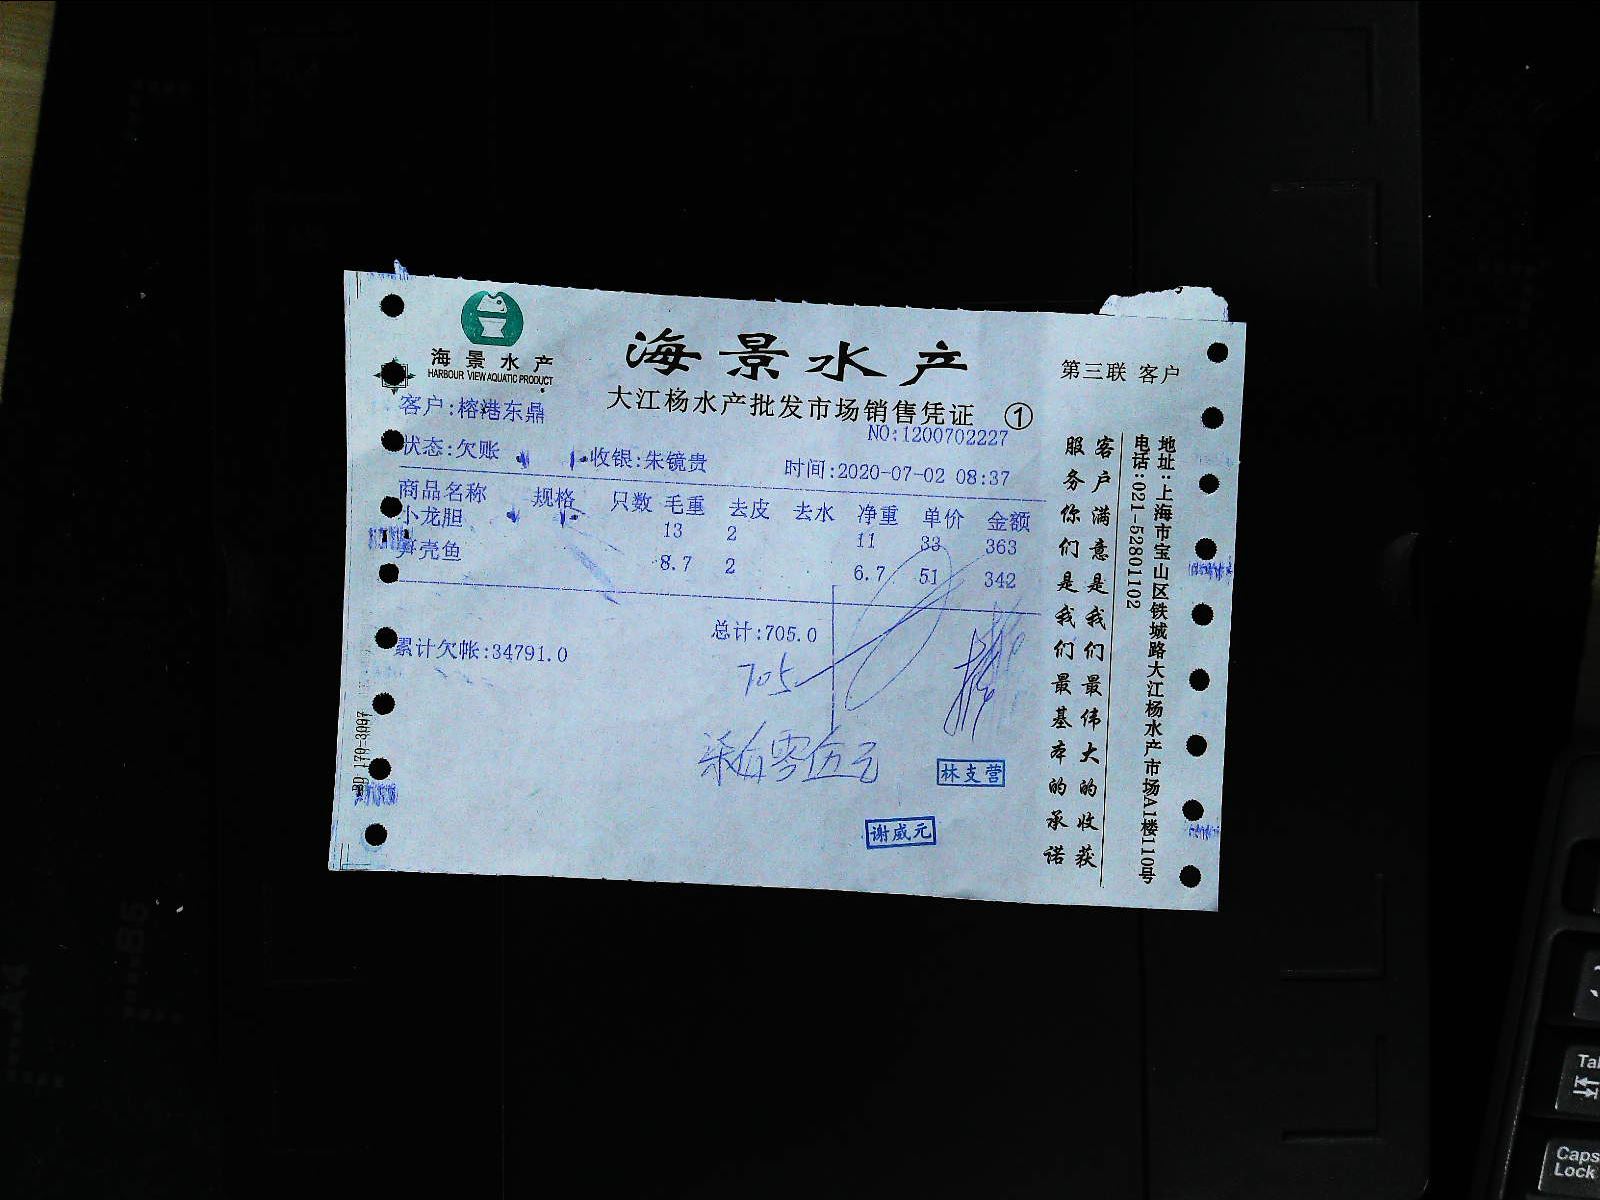 海景水产
HARBOUR VIEW AQUATIC PRODUCT
海景水产
大江杨水产批发市场销售凭证 ①
第三联 客户
客户:榕港东鼎
NO:1200702227
状态:欠账 收银:朱镜贵 时间:2020-07-02 08:37
商品名称 规格 只数 毛重 去皮 去水 净重 单价 金额
小龙胆 13 2 11 33 363
笋壳鱼 8.7 2 6.7 51 342
总计:705.0
累计欠帐:34791.0
705
柒佰零伍元
林支营
谢威元
客户满意是我们最伟大的收获
服务你们是我们最基本的承诺
地址:上海市宝山区铁城路大江杨水产市场A1楼110号
电话:021-52801102
170-3007
A4
B6
Tab
Caps
Lock